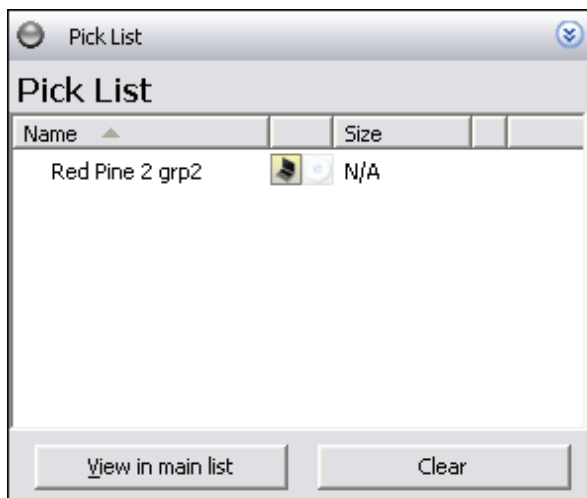 Pick List
Pick List
Name Size
Red Pine 2 grp2 N/A
View in main list Clear